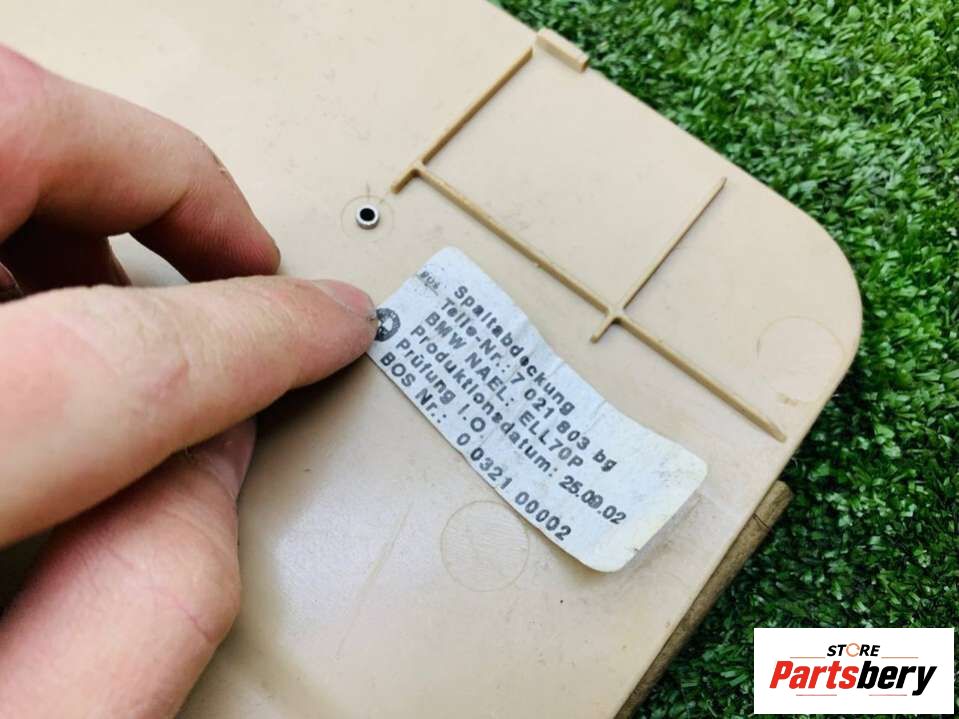 Spaltabdeckung
Teile-Nr.: 7 021 803 bg
BMW NAEL: ELL70P
Produktionsdatum: 25.09.02
Prüfung I.O
BOS Nr.: 0 0321 00002
STORE
Partsbery